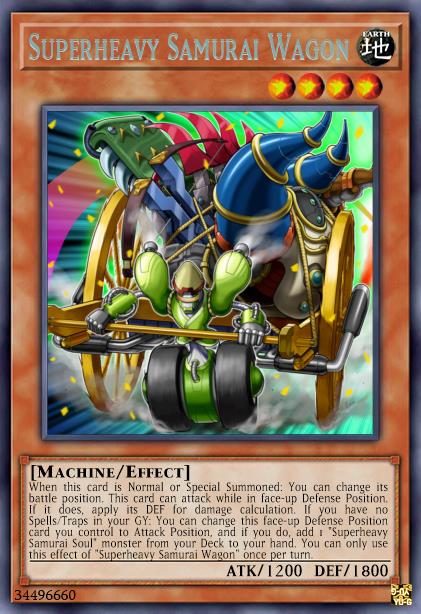 Superheavy Samurai Wagon
EARTH
地
[Machine/Effect]
When this card is Normal or Special Summoned: You can change its
battle position. This card can attack while in face-up Defense Position.
If it does, apply its DEF for damage calculation. If you have no
Spells/Traps in your GY: You can change this face-up Defense Position
card you control to Attack Position, and if you do, add 1 "Superheavy
Samurai Soul" monster from your Deck to your hand. You can only use
this effect of "Superheavy Samurai Wagon" once per turn.
ATK/1200 DEF/1800
34496660